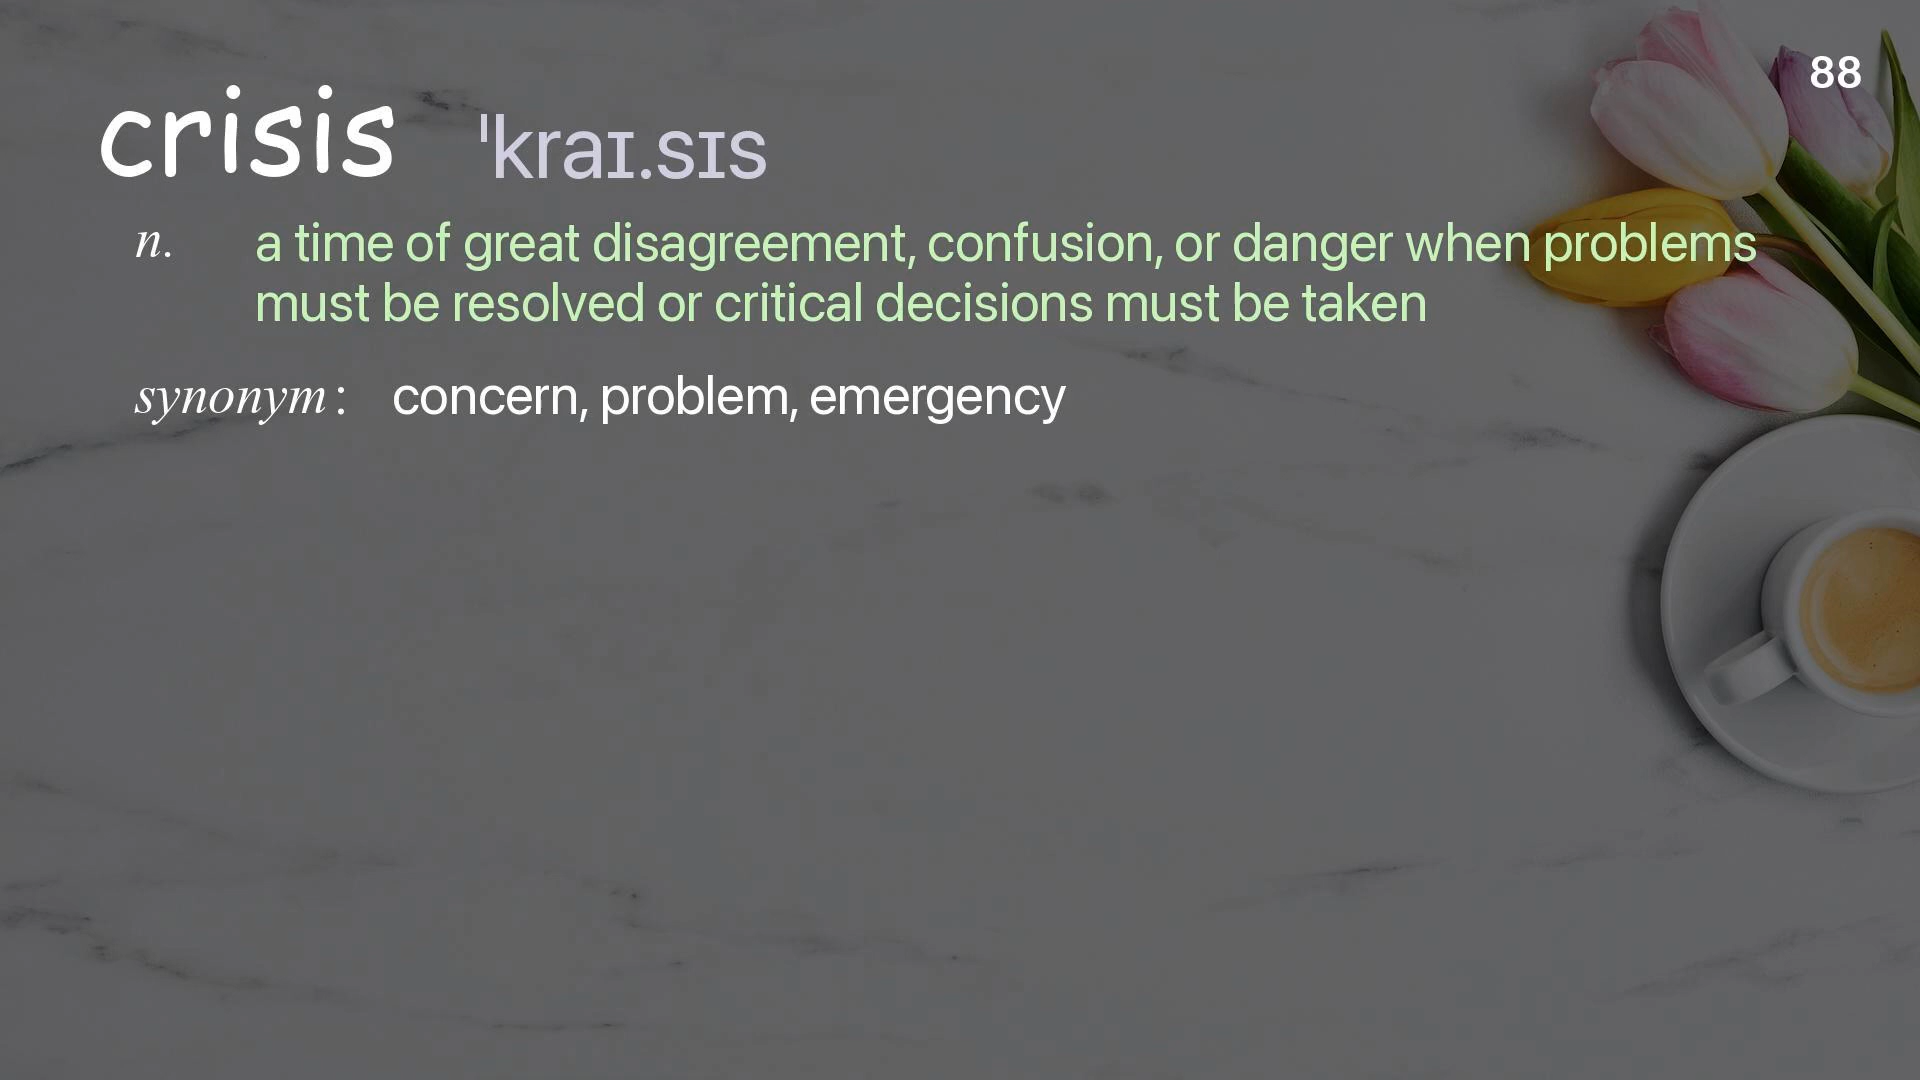 88
crisis ˈkraɪ.sɪs
n. a time of great disagreement, confusion, or danger when problems
must be resolved or critical decisions must be taken
synonym: concern, problem, emergency